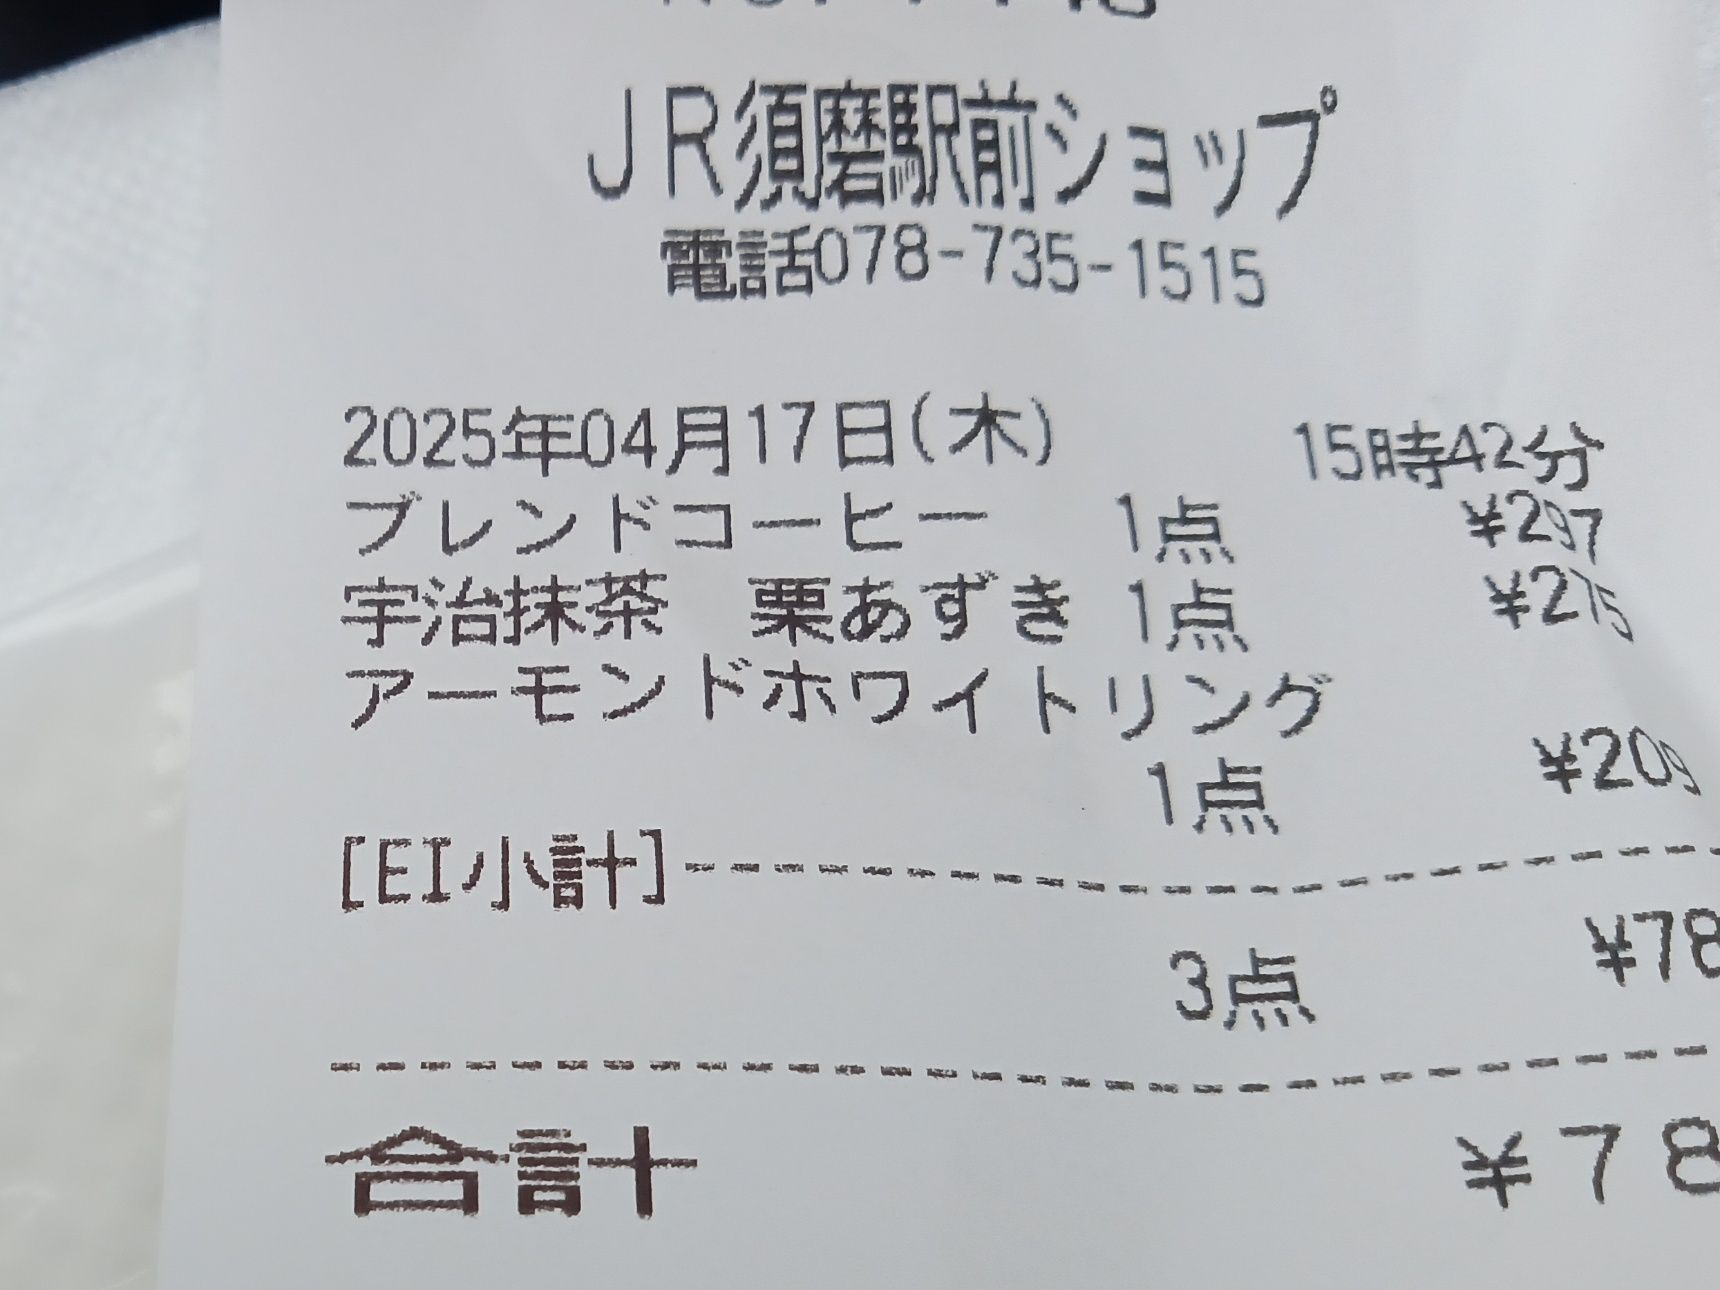 JR須磨駅前ショップ
電話078-735-1515
2025年04月17日(木) 15時42分
ブレンドコーヒー 1点 ¥297
宇治抹茶 栗あずき 1点 ¥275
アーモンドホワイトリング
1点 ¥209
[EI小計]
3点 ¥78
合計 ¥78